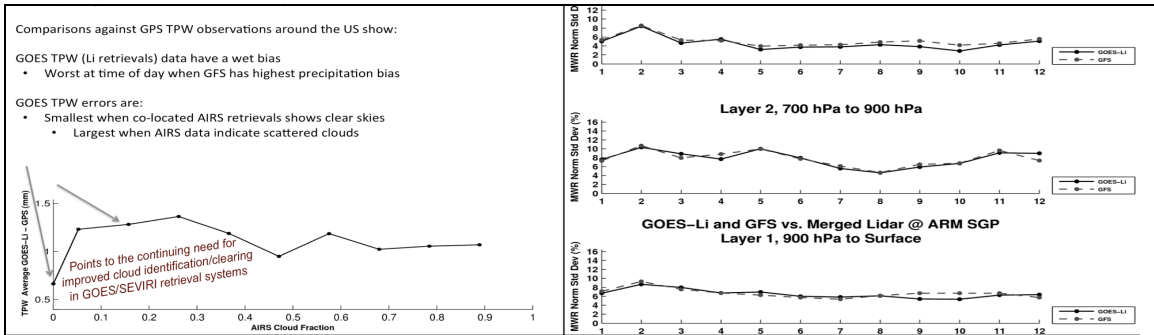 Comparisons against GPS TPW observations around the US show:
GOES TPW (Li retrievals) data have a wet bias
• Worst at time of day when GFS has highest precipitation bias
GOES TPW errors are:
• Smallest when co-located AIRS retrievals shows clear skies
• Largest when AIRS data indicate scattered clouds
TPW Average GOES-Li - GPS (mm)
1.5
1
0.5
Points to the continuing need for
improved cloud identification/clearing
in GOES/SEVIRI retrieval systems
0 0.1 0.2 0.3 0.4 0.5 0.6 0.7 0.8 0.9 1
AIRS Cloud Fraction
MWR Norm Std D
12
10
8
6
4
2
0
1 2 3 4 5 6 7 8 9 10 11 12
GOES-Li
GFS
Layer 2, 700 hPa to 900 hPa
MWR Norm Std Dev (%)
16
14
12
10
8
6
4
2
0
1 2 3 4 5 6 7 8 9 10 11 12
GOES-Li
GFS
GOES-Li and GFS vs. Merged Lidar @ ARM SGP
Layer 1, 900 hPa to Surface
MWR Norm Std Dev (%)
16
14
12
10
8
6
4
2
0
1 2 3 4 5 6 7 8 9 10 11 12
GOES-Li
GFS